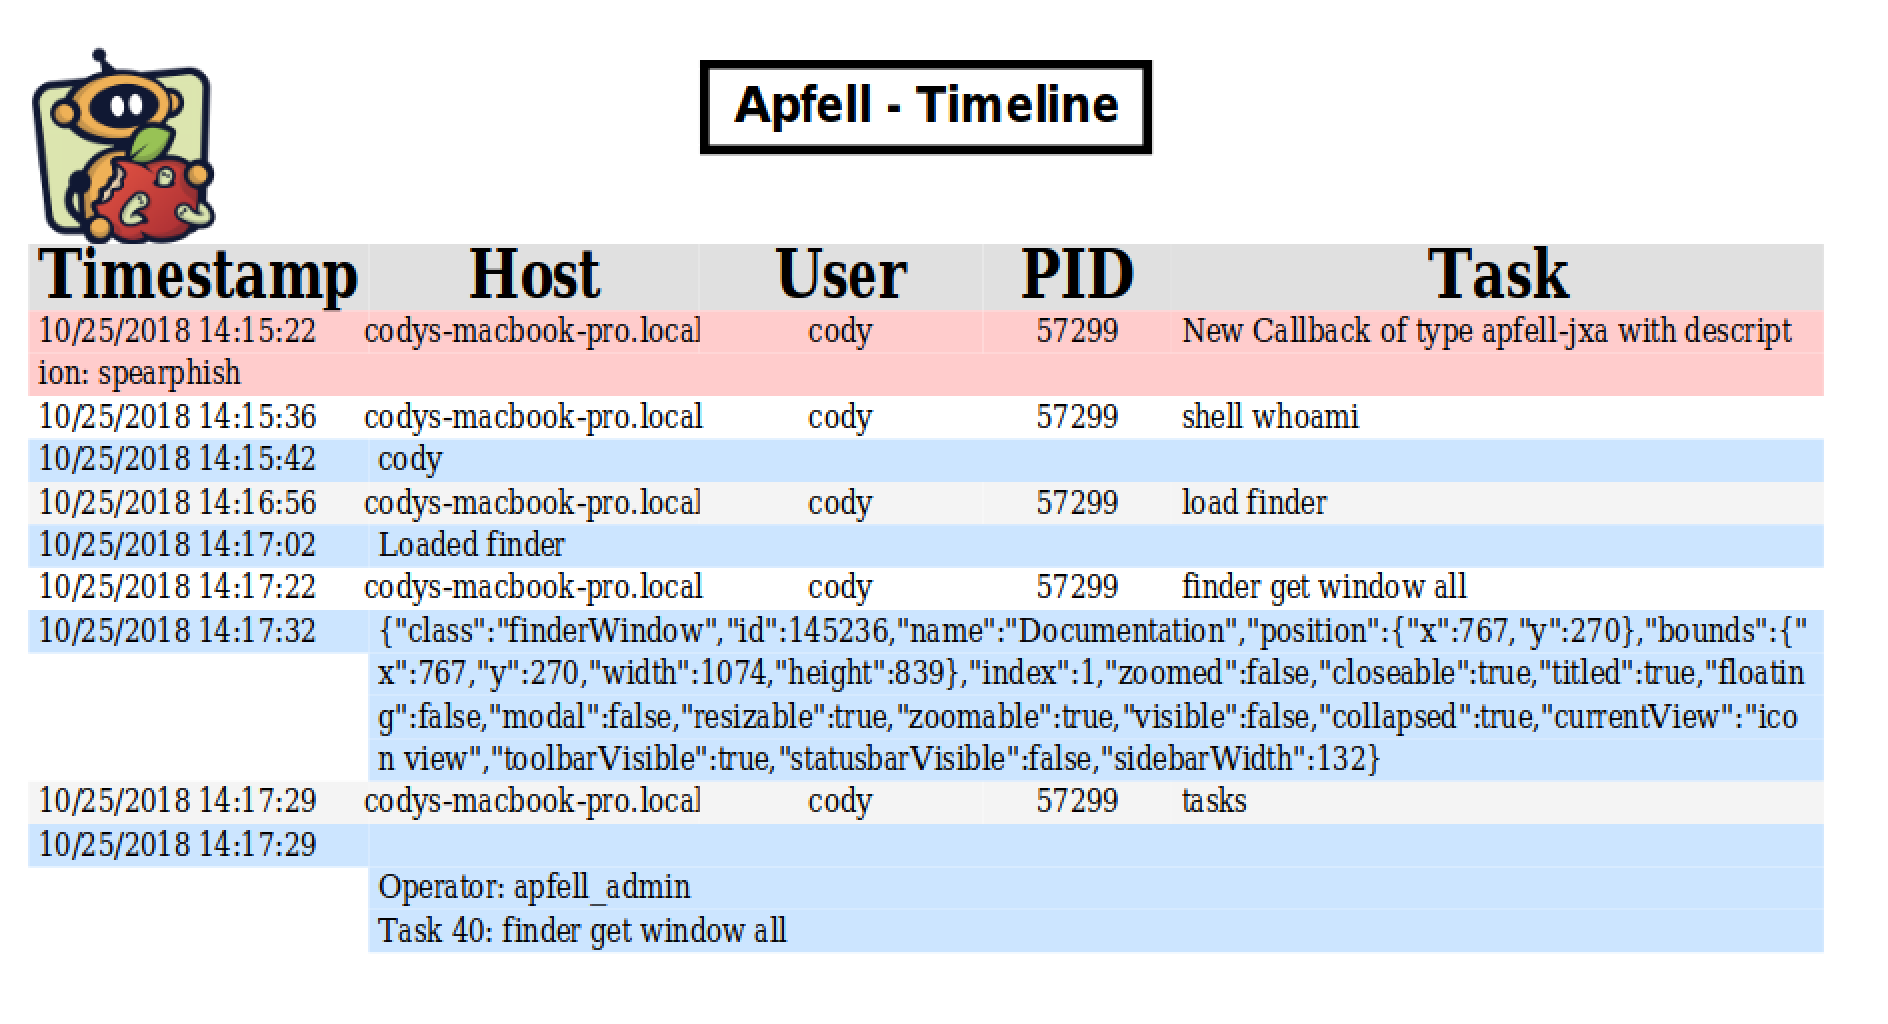 Apfell - Timeline
Timestamp Host User PID Task
10/25/2018 14:15:22 codys-macbook-pro.local cody 57299 New Callback of type apfell-jxa with descript
ion: spearphish
10/25/2018 14:15:36 codys-macbook-pro.local cody 57299 shell whoami
10/25/2018 14:15:42 cody
10/25/2018 14:16:56 codys-macbook-pro.local cody 57299 load finder
10/25/2018 14:17:02 Loaded finder
10/25/2018 14:17:22 codys-macbook-pro.local cody 57299 finder get window all
10/25/2018 14:17:32 {"class":"finderWindow","id":145236,"name":"Documentation","position":{"x":767,"y":270},"bounds":{"
x":767,"y":270,"width":1074,"height":839},"index":1,"zoomed":false,"closeable":true,"titled":true,"floatin
g":false,"modal":false,"resizable":true,"zoomable":true,"visible":false,"collapsed":true,"currentView":"ico
n view","toolbarVisible":true,"statusbarVisible":false,"sidebarWidth":132}
10/25/2018 14:17:29 codys-macbook-pro.local cody 57299 tasks
10/25/2018 14:17:29
Operator: apfell_admin
Task 40: finder get window all